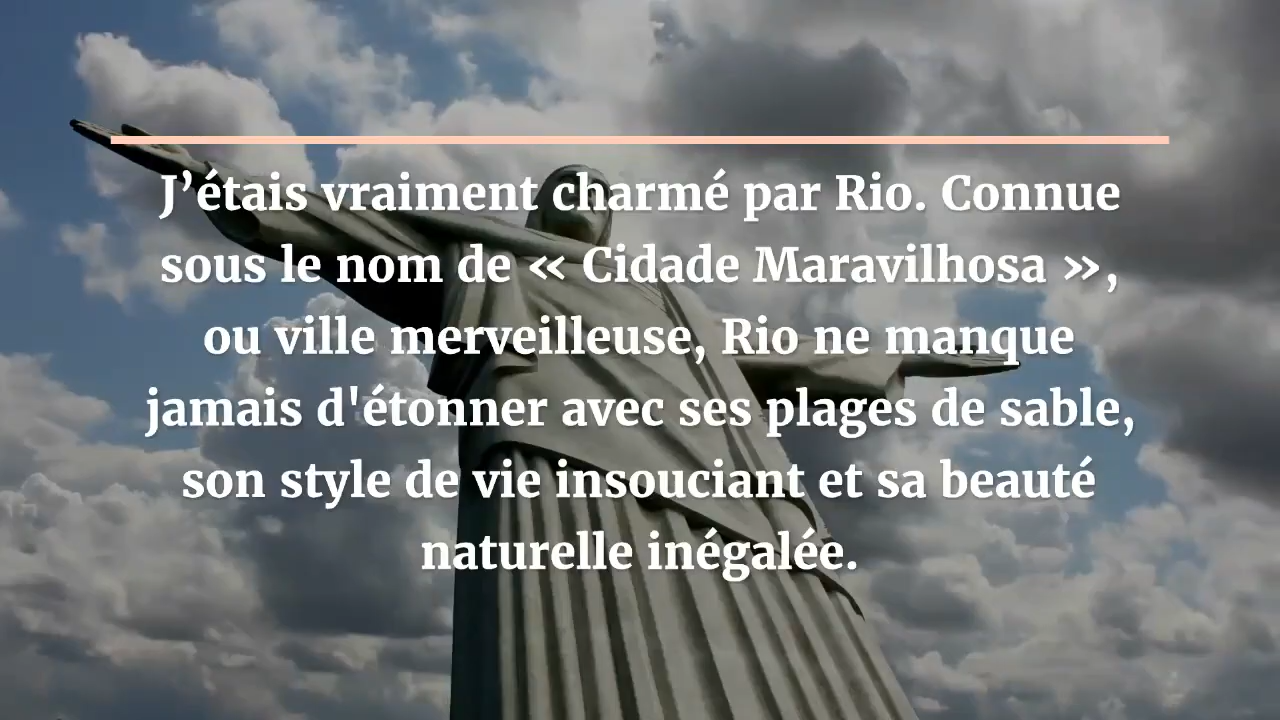 J’étais vraiment charmé par Rio. Connue
sous le nom de « Cidade Maravilhosa »,
ou ville merveilleuse, Rio ne manque
jamais d'étonner avec ses plages de sable,
son style de vie insouciant et sa beauté
naturelle inégalée.